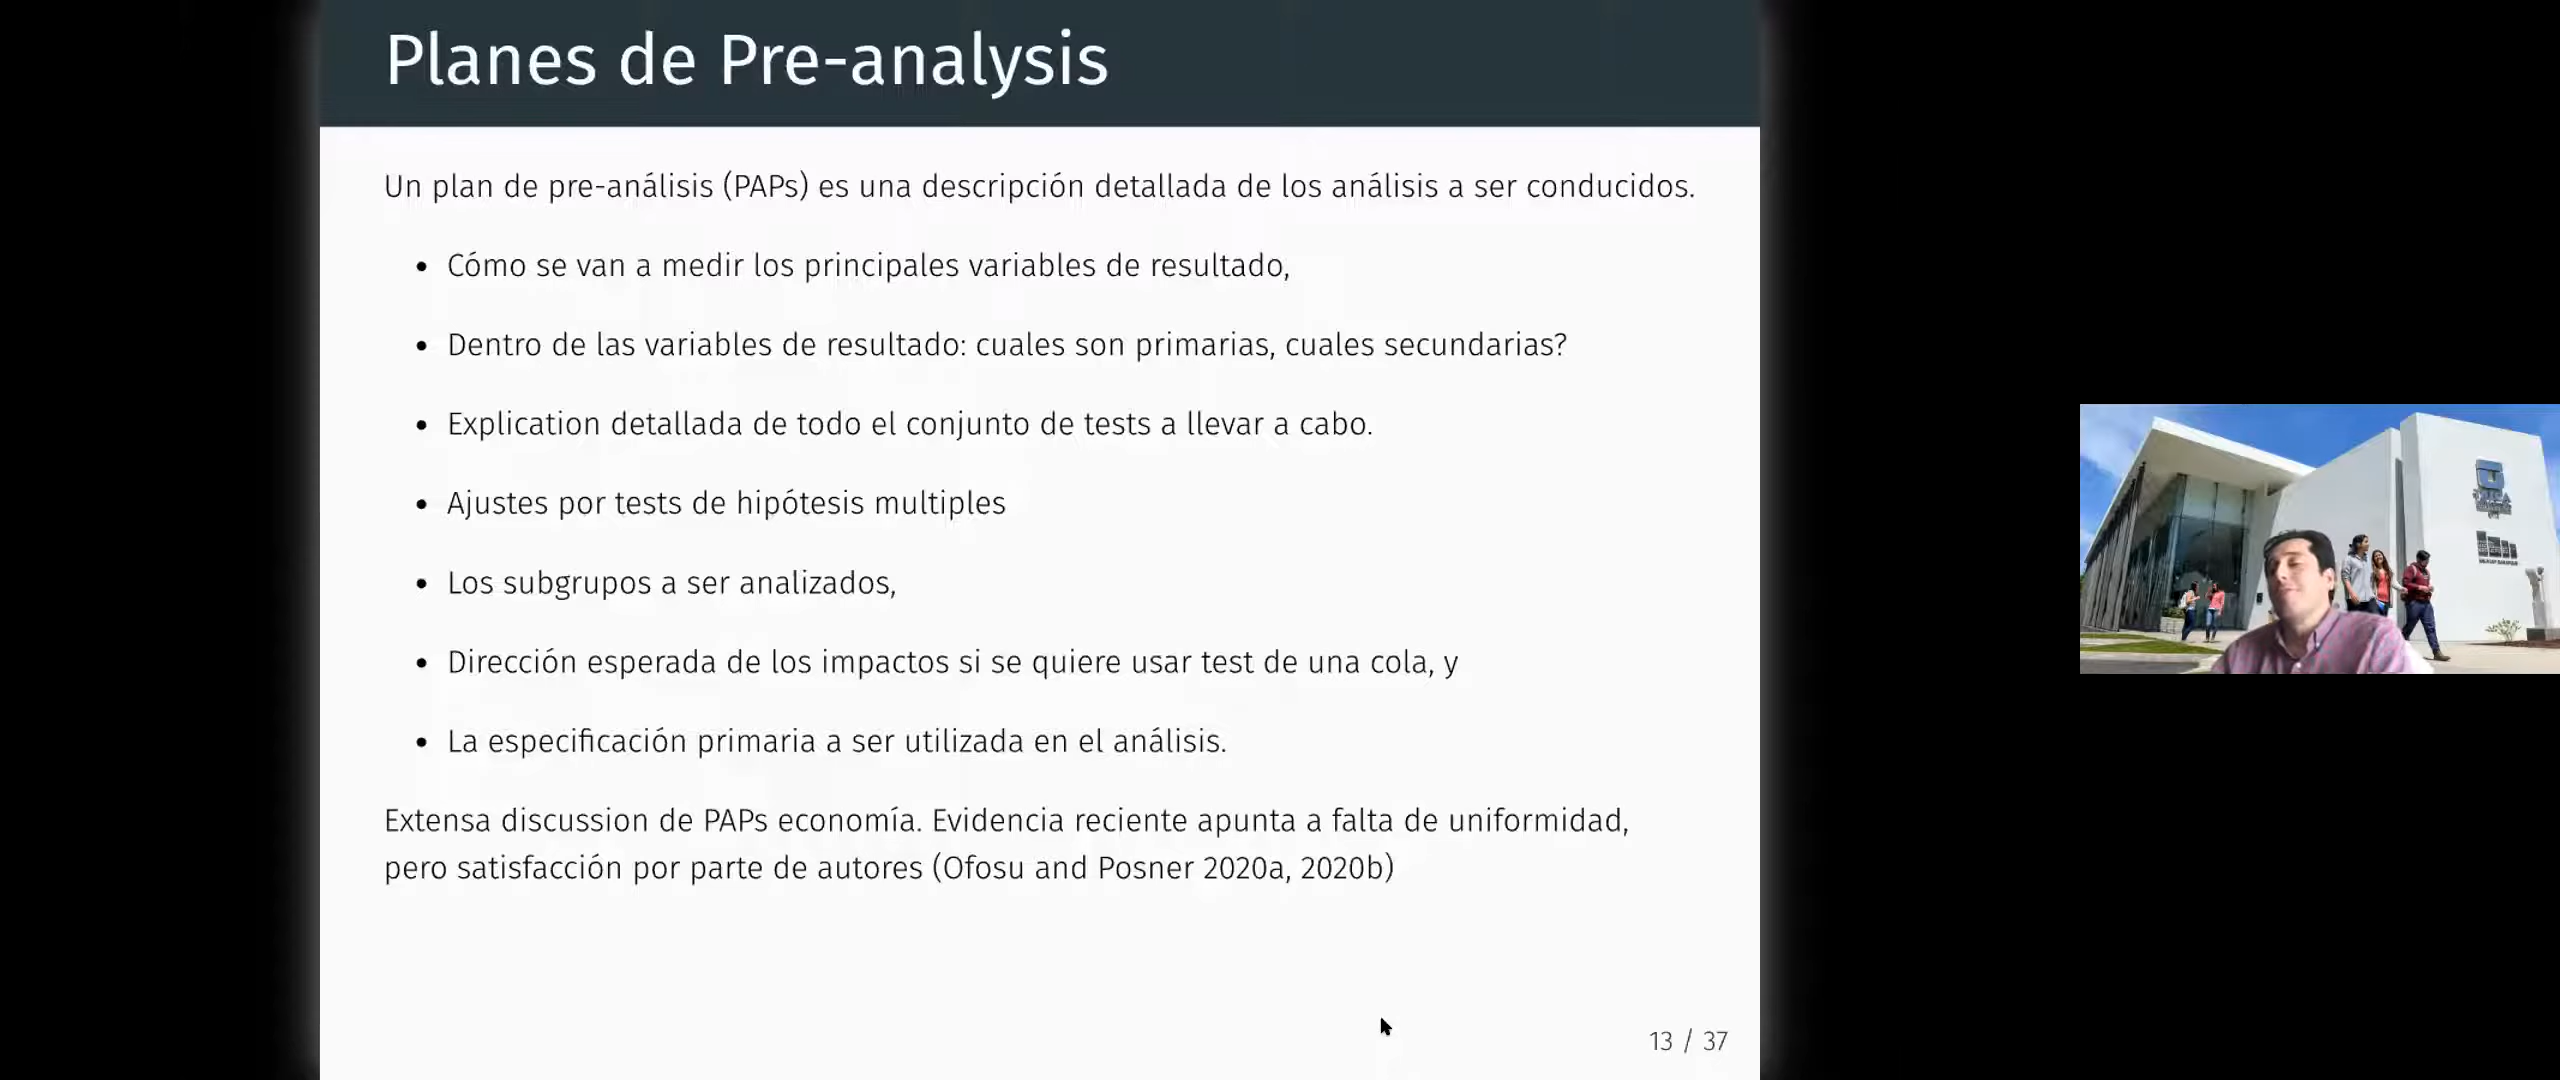 Planes de Pre-analysis
Un plan de pre-análisis (PAPs) es una descripción detallada de los análisis a ser conducidos.
• Cómo se van a medir los principales variables de resultado,
• Dentro de las variables de resultado: cuales son primarias, cuales secundarias?
• Explication detallada de todo el conjunto de tests a llevar a cabo.
• Ajustes por tests de hipótesis multiples
• Los subgrupos a ser analizados,
• Dirección esperada de los impactos si se quiere usar test de una cola, y
• La especificación primaria a ser utilizada en el análisis.
Extensa discussion de PAPs economía. Evidencia reciente apunta a falta de uniformidad,
pero satisfacción por parte de autores (Ofosu and Posner 2020a, 2020b)
13 / 37